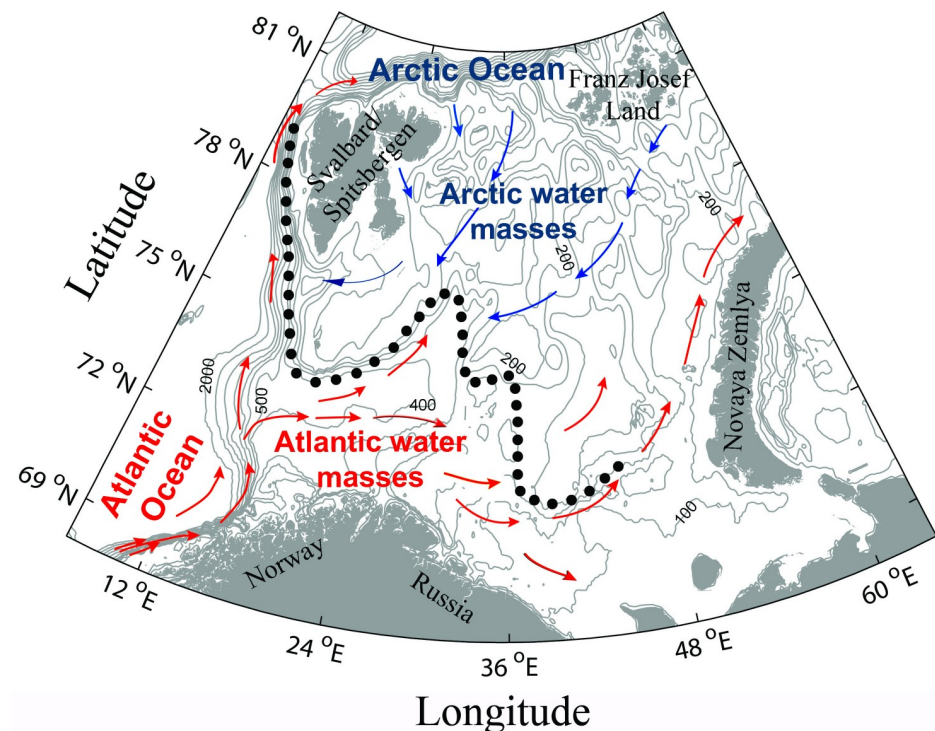 81 °N
78 °N
75 °N
72 °N
69 °N
Latitude
Arctic Ocean
Franz Josef
Land
Svalbard/
Spitsbergen
Arctic water
masses
200
200
Novaya Zemlya
2000
500
400
200
100
Atlantic
Ocean
Atlantic water
masses
Norway
Russia
12 °E
24 °E
36 °E
48 °E
60 °E
Longitude